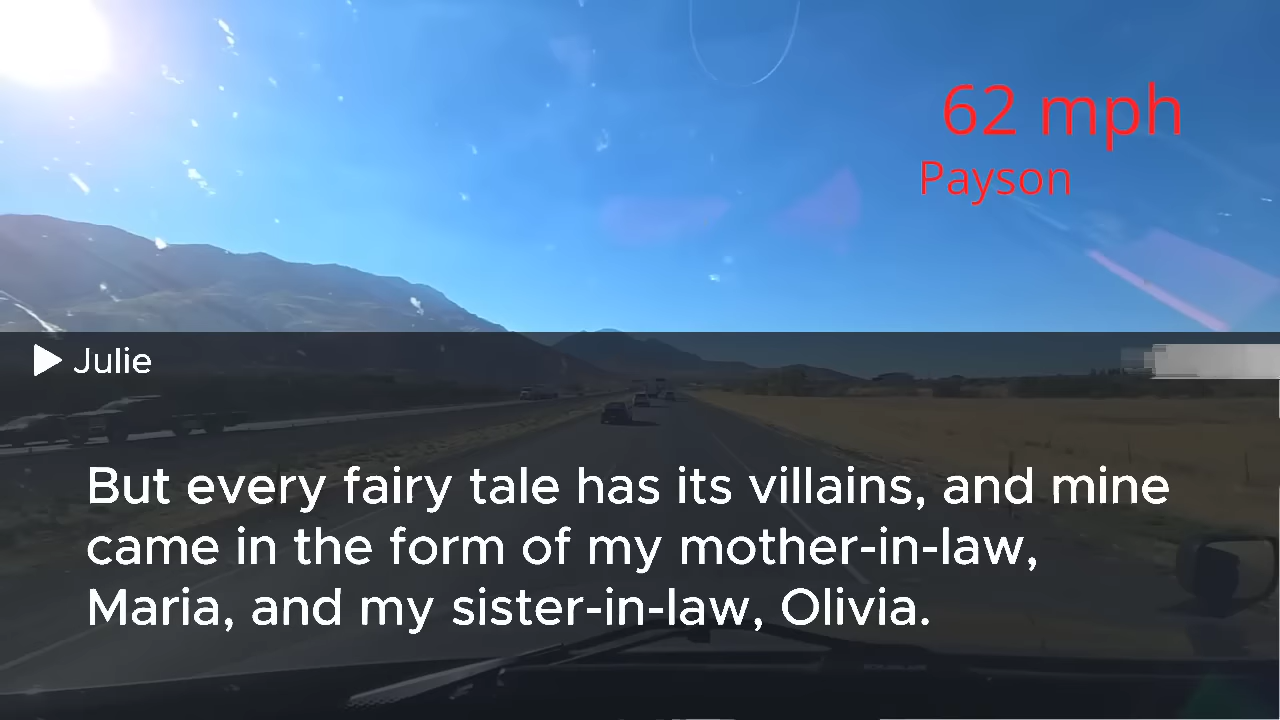 62 mph
Payson
Julie
But every fairy tale has its villains, and mine
came in the form of my mother-in-law,
Maria, and my sister-in-law, Olivia.